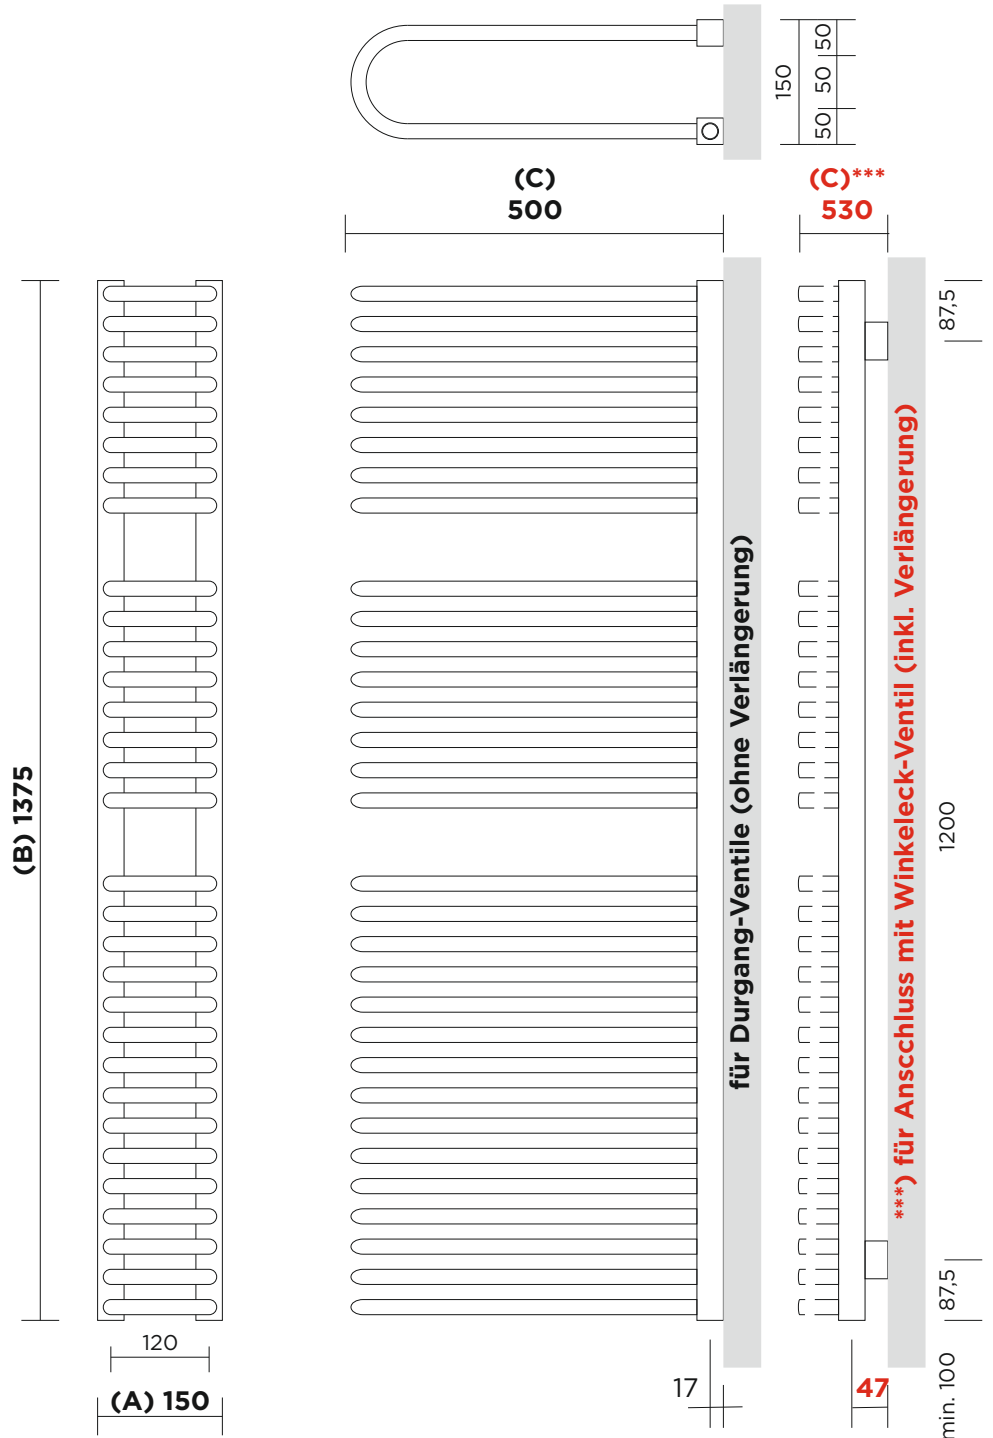 50
50
50
150
(C)
500
(C)***
530
87,5
(B) 1375
für Durgang-Ventile (ohne Verlängerung)
***) für Anscchluss mit Winkeleck-Ventil (inkl. Verlängerung)
1200
87,5
120
(A) 150
17
47
min. 100